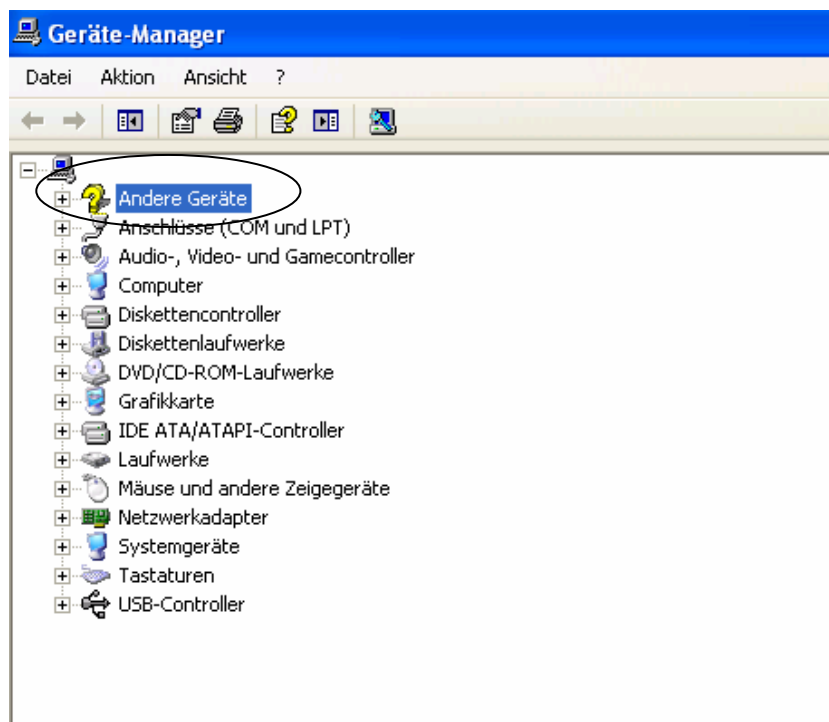 Geräte-Manager
Datei Aktion Ansicht ?
Andere Geräte
Anschlüsse (COM und LPT)
Audio-, Video- und Gamecontroller
Computer
Diskettencontroller
Diskettenlaufwerke
DVD/CD-ROM-Laufwerke
Grafikkarte
IDE ATA/ATAPI-Controller
Laufwerke
Mäuse und andere Zeigegeräte
Netzwerkadapter
Systemgeräte
Tastaturen
USB-Controller